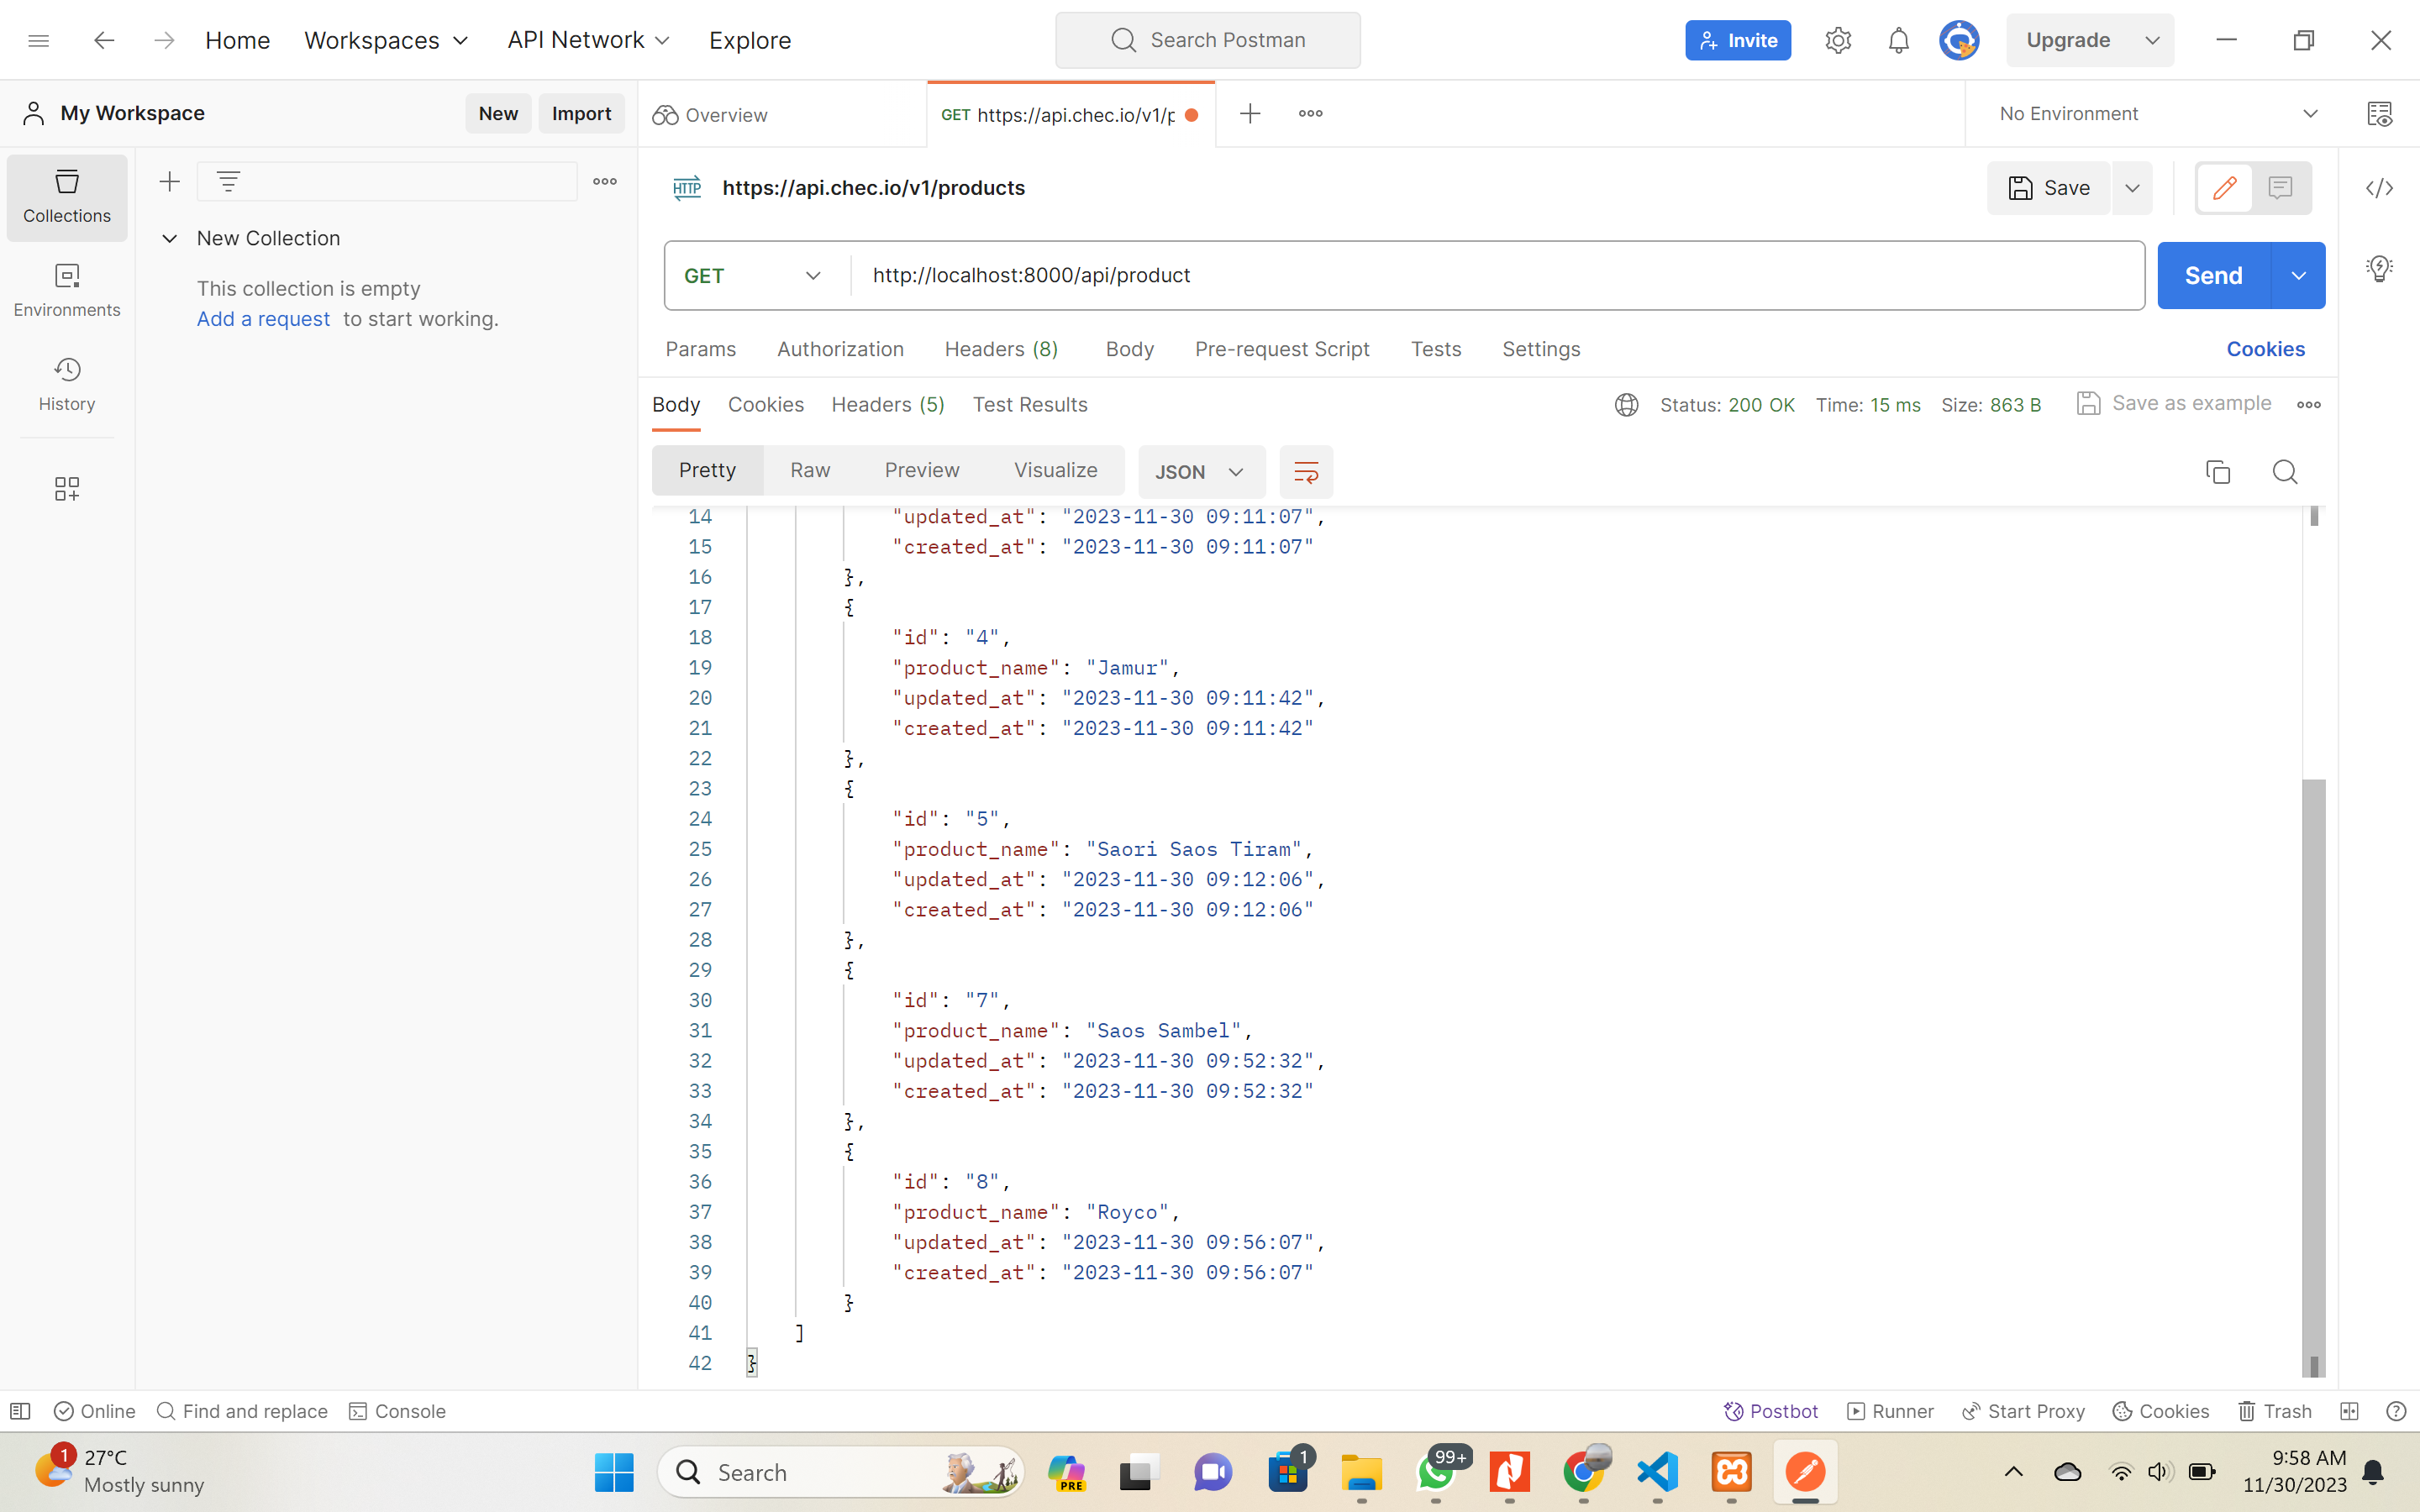 Home
Workspaces
API Network
Explore
Search Postman
Invite
Upgrade
My Workspace
New
Import
Overview
GET https://api.chec.io/v1/p
No Environment
Collections
Environments
History
New Collection
This collection is empty
Add a request to start working.
HTTP https://api.chec.io/v1/products
Save
GET
http://localhost:8000/api/product
Send
Params
Authorization
Headers (8)
Body
Pre-request Script
Tests
Settings
Cookies
Body
Cookies
Headers (5)
Test Results
Status: 200 OK
Time: 15 ms
Size: 863 B
Save as example
Pretty
Raw
Preview
Visualize
JSON
14 "updated_at": "2023-11-30 09:11:07",
15 "created_at": "2023-11-30 09:11:07"
16 },
17 {
18 "id": "4",
19 "product_name": "Jamur",
20 "updated_at": "2023-11-30 09:11:42",
21 "created_at": "2023-11-30 09:11:42"
22 },
23 {
24 "id": "5",
25 "product_name": "Saori Saos Tiram",
26 "updated_at": "2023-11-30 09:12:06",
27 "created_at": "2023-11-30 09:12:06"
28 },
29 {
30 "id": "7",
31 "product_name": "Saos Sambel",
32 "updated_at": "2023-11-30 09:52:32",
33 "created_at": "2023-11-30 09:52:32"
34 },
35 {
36 "id": "8",
37 "product_name": "Royco",
38 "updated_at": "2023-11-30 09:56:07",
39 "created_at": "2023-11-30 09:56:07"
40 }
41 ]
42 }
Online
Find and replace
Console
Postbot
Runner
Start Proxy
Cookies
Trash
1
27°C
Mostly sunny
Search
PRE
1
99+
9:58 AM
11/30/2023